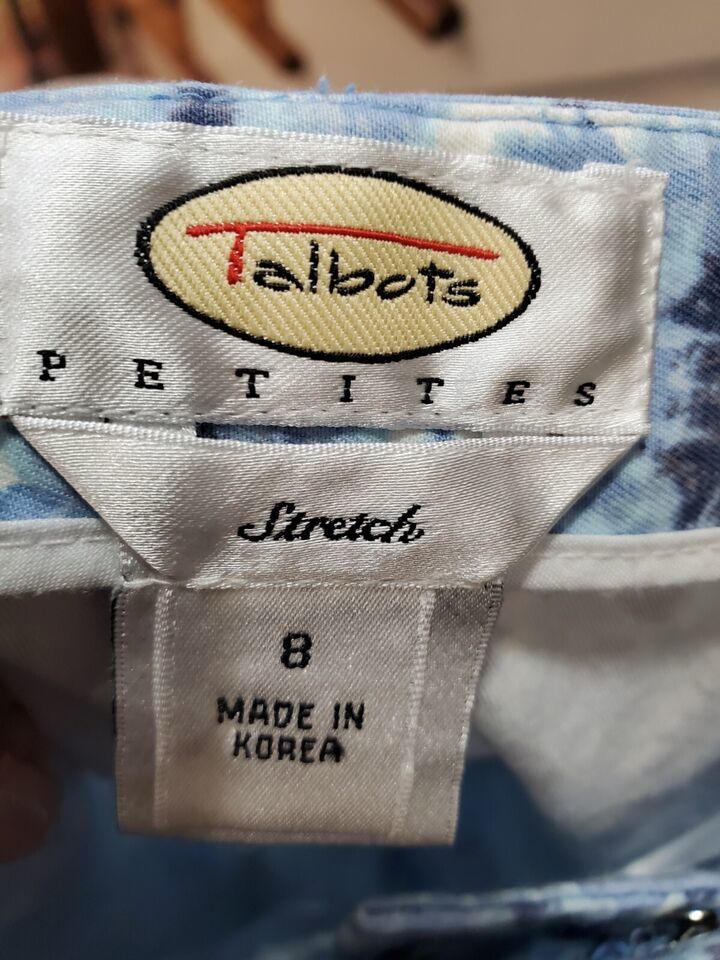 Talbots
PETITES
Stretch
8
MADE IN
KOREA